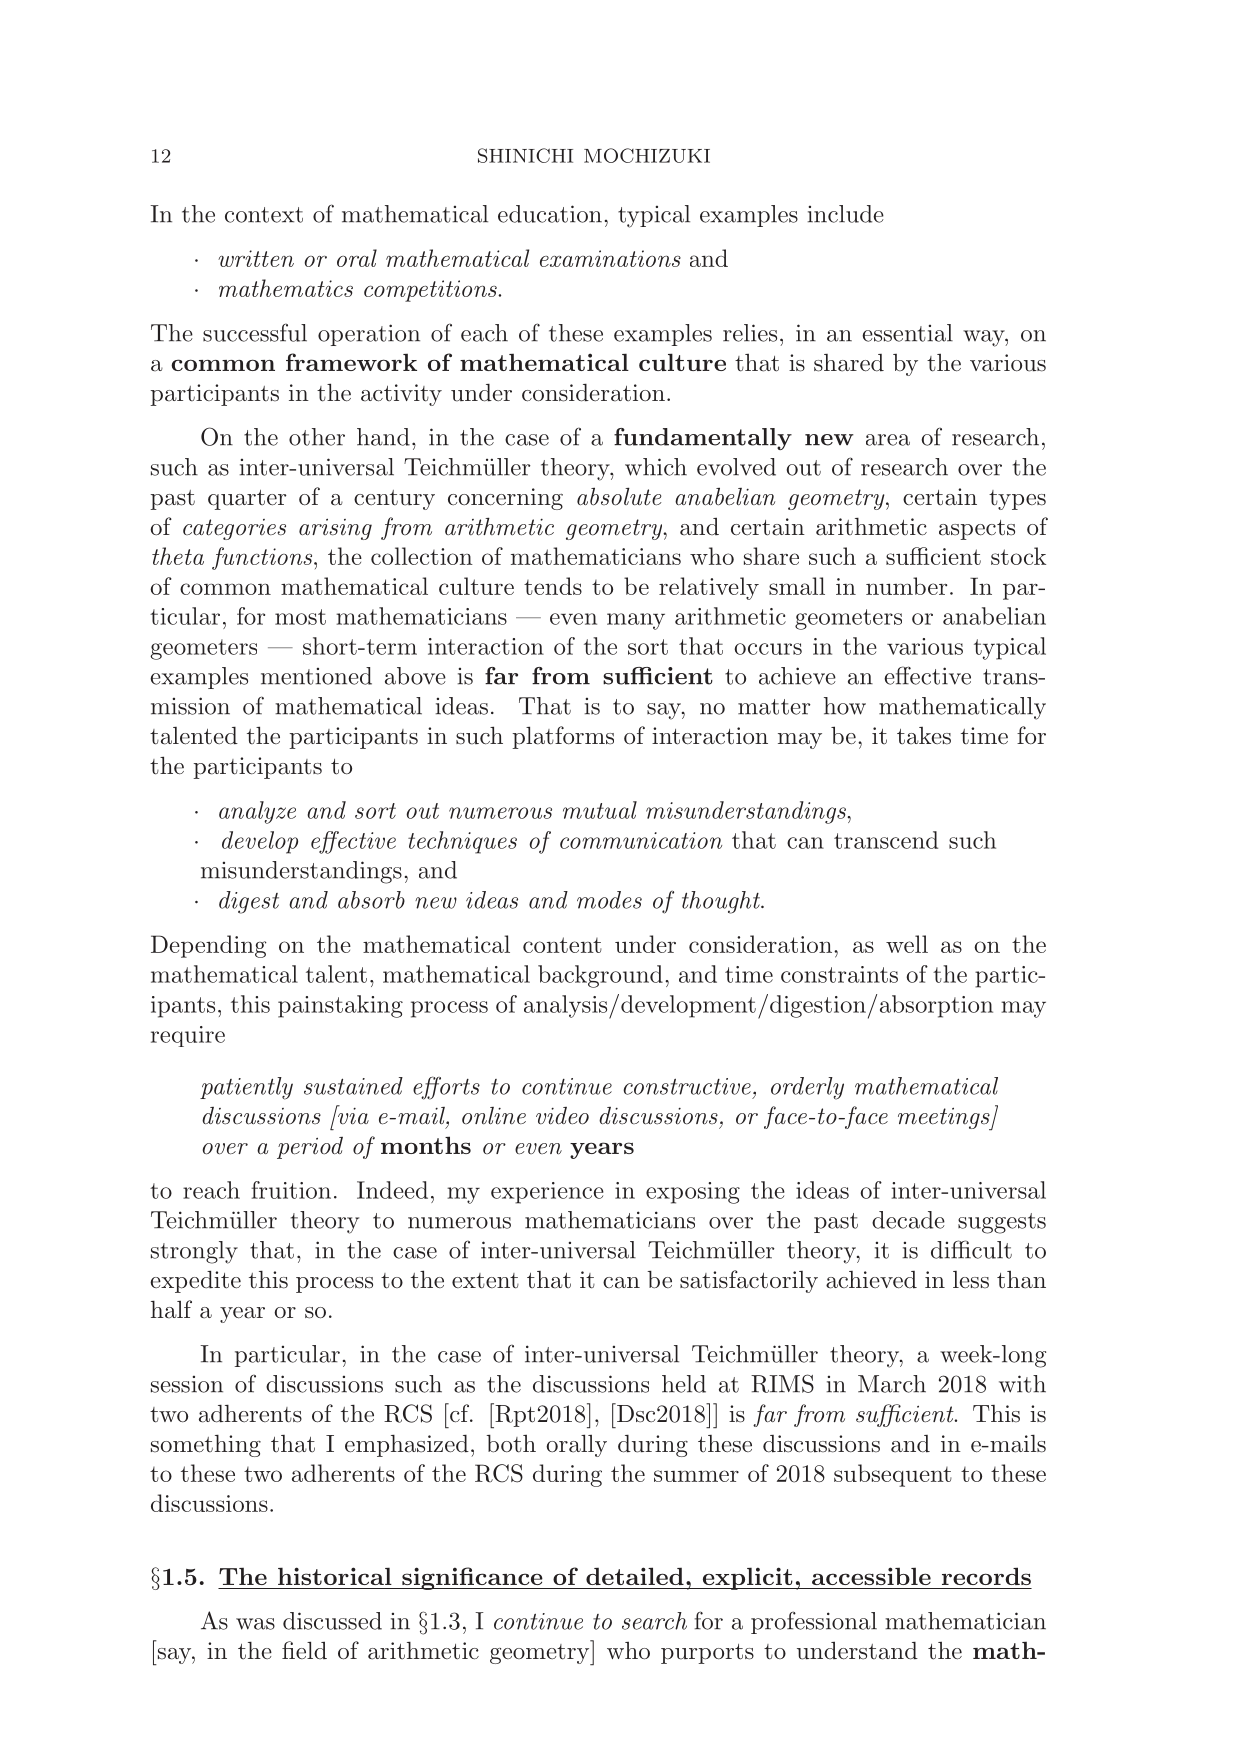 12 SHINICHI MOCHIZUKI
In the context of mathematical education, typical examples include
· written or oral mathematical examinations and
· mathematics competitions.
The successful operation of each of these examples relies, in an essential way, on
a common framework of mathematical culture that is shared by the various
participants in the activity under consideration.
On the other hand, in the case of a fundamentally new area of research,
such as inter-universal Teichmüller theory, which evolved out of research over the
past quarter of a century concerning absolute anabelian geometry, certain types
of categories arising from arithmetic geometry, and certain arithmetic aspects of
theta functions, the collection of mathematicians who share such a sufficient stock
of common mathematical culture tends to be relatively small in number. In par-
ticular, for most mathematicians — even many arithmetic geometers or anabelian
geometers — short-term interaction of the sort that occurs in the various typical
examples mentioned above is far from sufficient to achieve an effective trans-
mission of mathematical ideas. That is to say, no matter how mathematically
talented the participants in such platforms of interaction may be, it takes time for
the participants to
· analyze and sort out numerous mutual misunderstandings,
· develop effective techniques of communication that can transcend such
misunderstandings, and
· digest and absorb new ideas and modes of thought.
Depending on the mathematical content under consideration, as well as on the
mathematical talent, mathematical background, and time constraints of the partic-
ipants, this painstaking process of analysis/development/digestion/absorption may
require
patiently sustained efforts to continue constructive, orderly mathematical
discussions [via e-mail, online video discussions, or face-to-face meetings]
over a period of months or even years
to reach fruition. Indeed, my experience in exposing the ideas of inter-universal
Teichmüller theory to numerous mathematicians over the past decade suggests
strongly that, in the case of inter-universal Teichmüller theory, it is difficult to
expedite this process to the extent that it can be satisfactorily achieved in less than
half a year or so.
In particular, in the case of inter-universal Teichmüller theory, a week-long
session of discussions such as the discussions held at RIMS in March 2018 with
two adherents of the RCS [cf. [Rpt2018], [Dsc2018]] is far from sufficient. This is
something that I emphasized, both orally during these discussions and in e-mails
to these two adherents of the RCS during the summer of 2018 subsequent to these
discussions.
§1.5. The historical significance of detailed, explicit, accessible records
As was discussed in §1.3, I continue to search for a professional mathematician
[say, in the field of arithmetic geometry] who purports to understand the math-